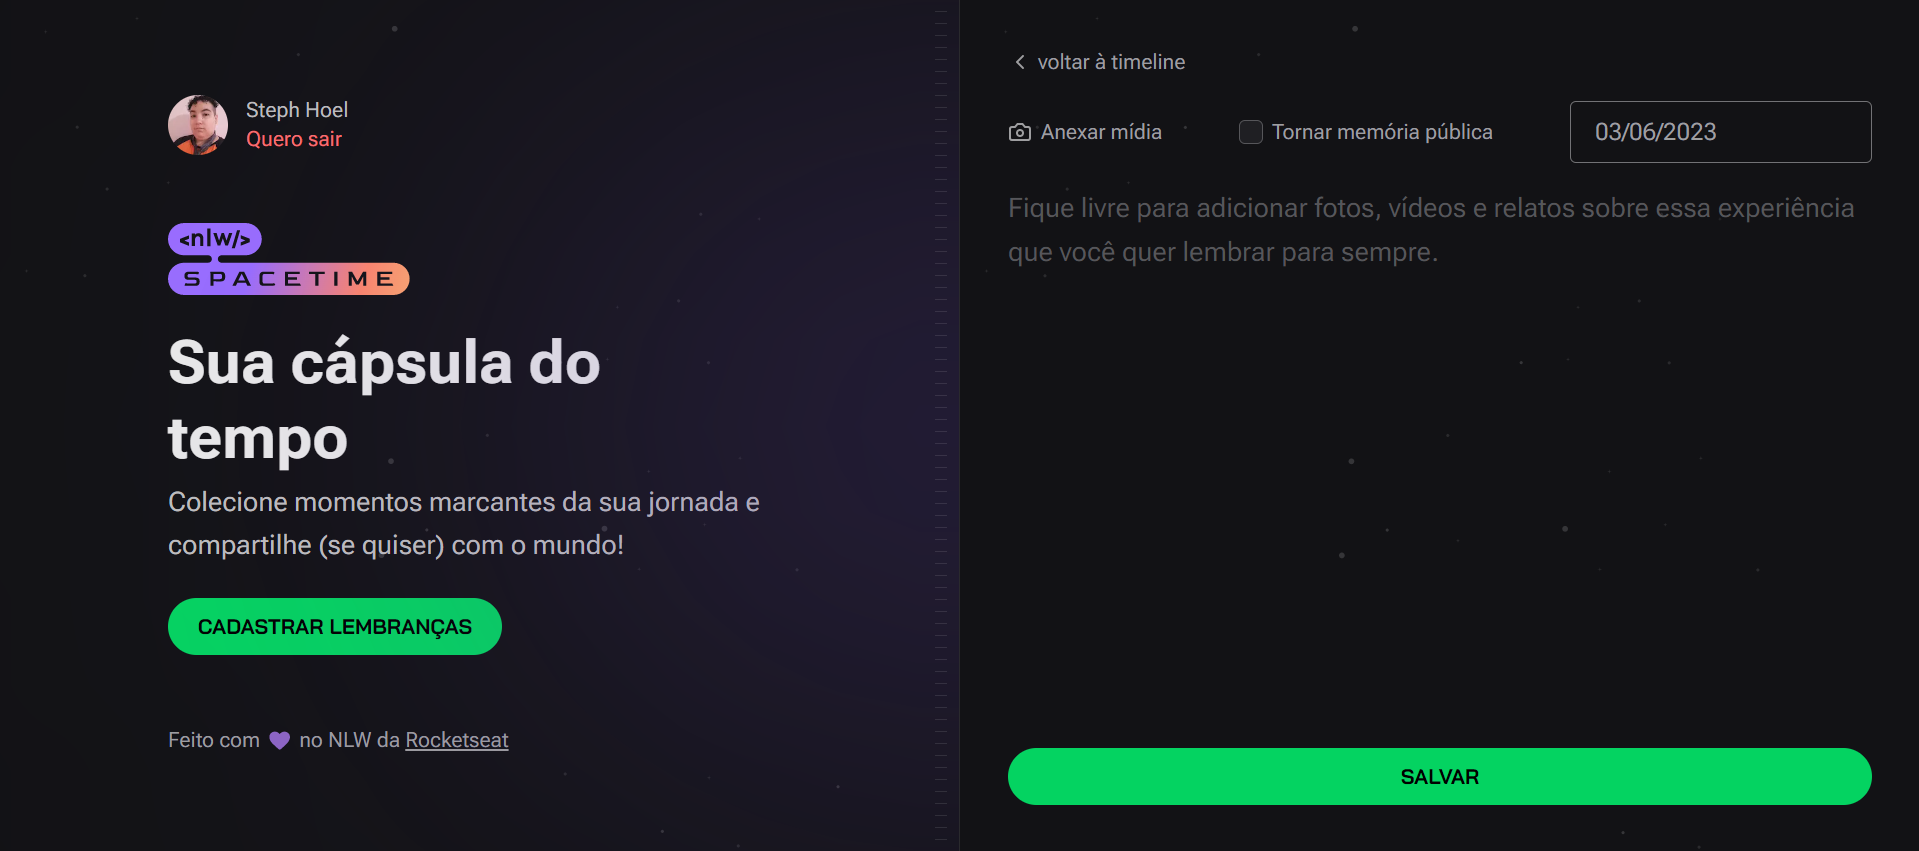 Steph Hoel
Quero sair
<nlw/>
SPACETIME
Sua cápsula do
tempo
Colecione momentos marcantes da sua jornada e
compartilhe (se quiser) com o mundo!
CADASTRAR LEMBRANÇAS
Feito com 💜 no NLW da Rocketseat
voltar à timeline
Anexar mídia
Tornar memória pública
03/06/2023
Fique livre para adicionar fotos, vídeos e relatos sobre essa experiência
que você quer lembrar para sempre.
SALVAR